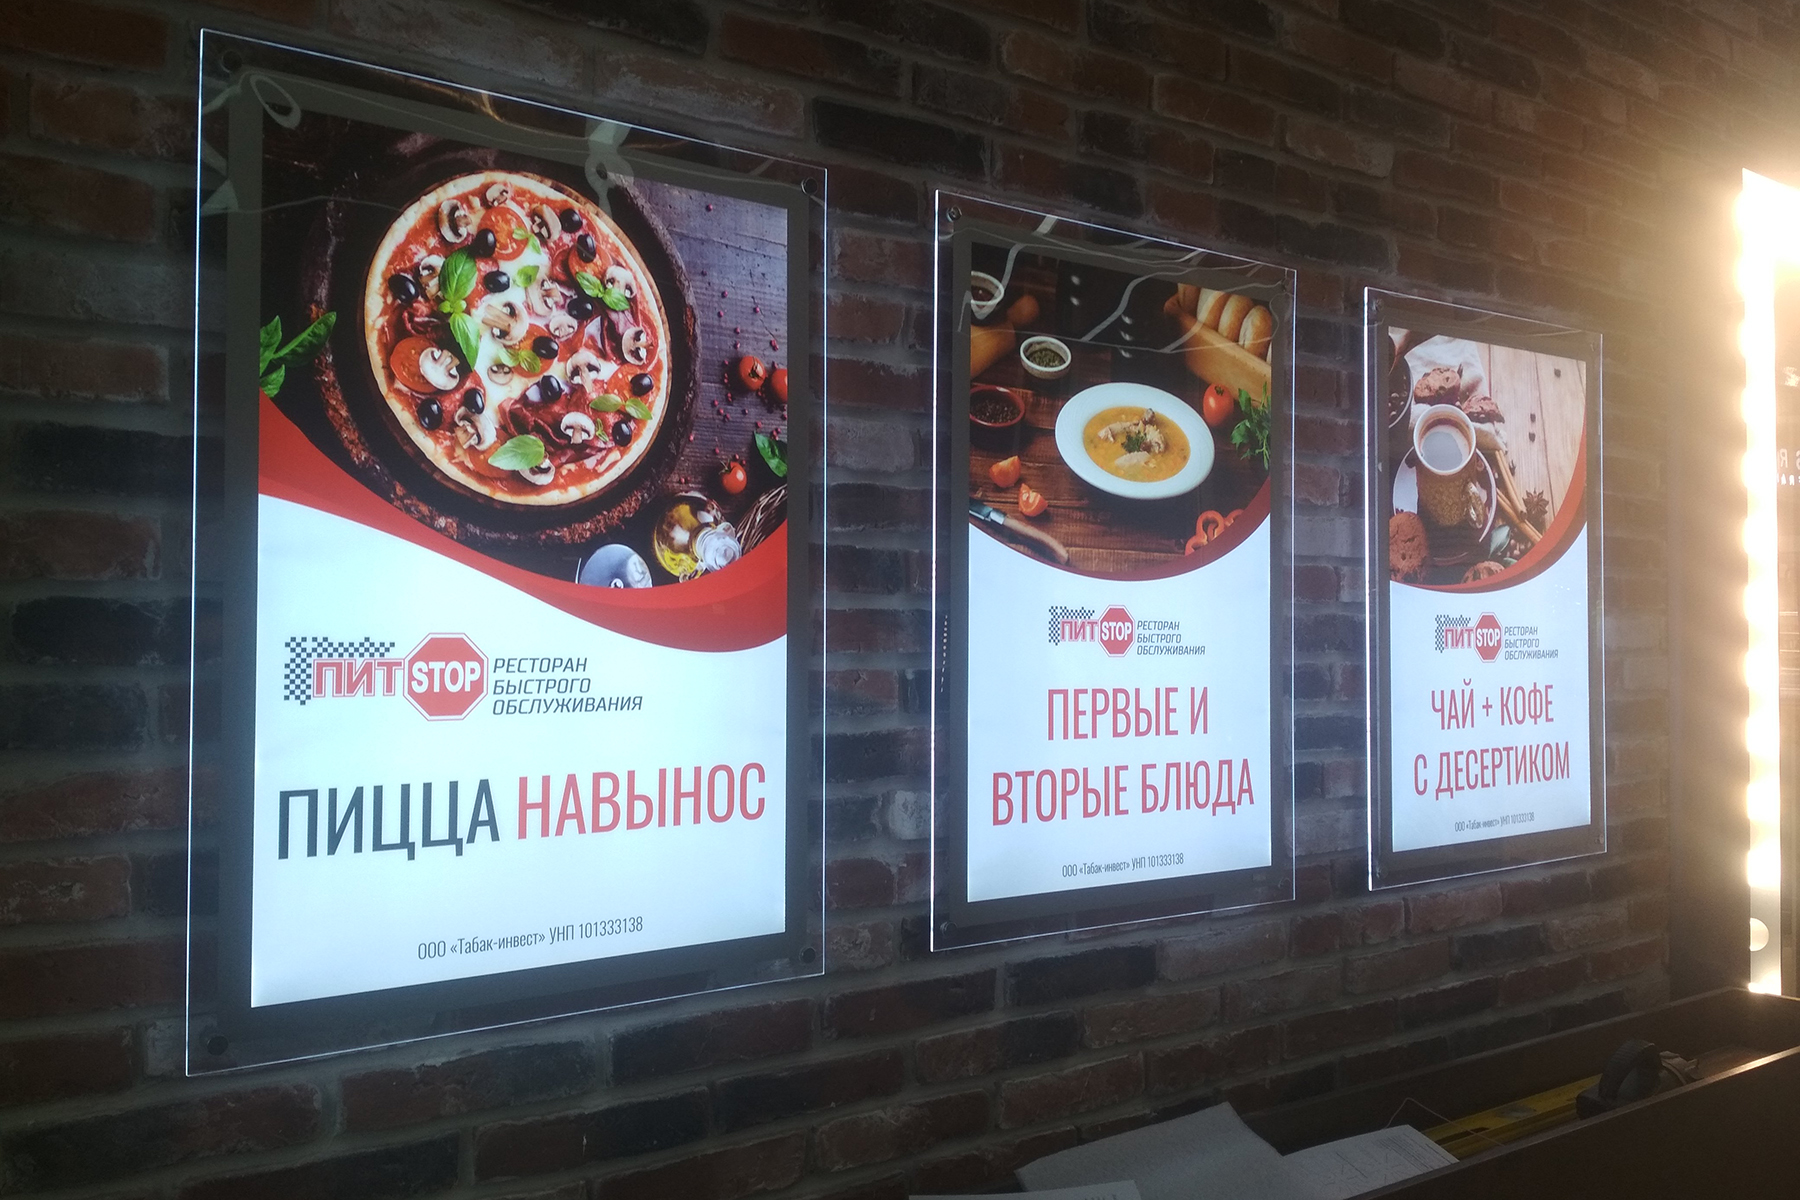 ПИТ STOP РЕСТОРАН
БЫСТРОГО
ОБСЛУЖИВАНИЯ
ПИЦЦА НАВЫНОС
ООО «Табак-инвест» УНП 101333138
ПИТ STOP РЕСТОРАН
БЫСТРОГО
ОБСЛУЖИВАНИЯ
ПЕРВЫЕ И
ВТОРЫЕ БЛЮДА
ООО «Табак-инвест» УНП 101333138
ПИТ STOP РЕСТОРАН
БЫСТРОГО
ОБСЛУЖИВАНИЯ
ЧАЙ + КОФЕ
С ДЕСЕРТИКОМ
ООО «Табак-инвест» УНП 101333138